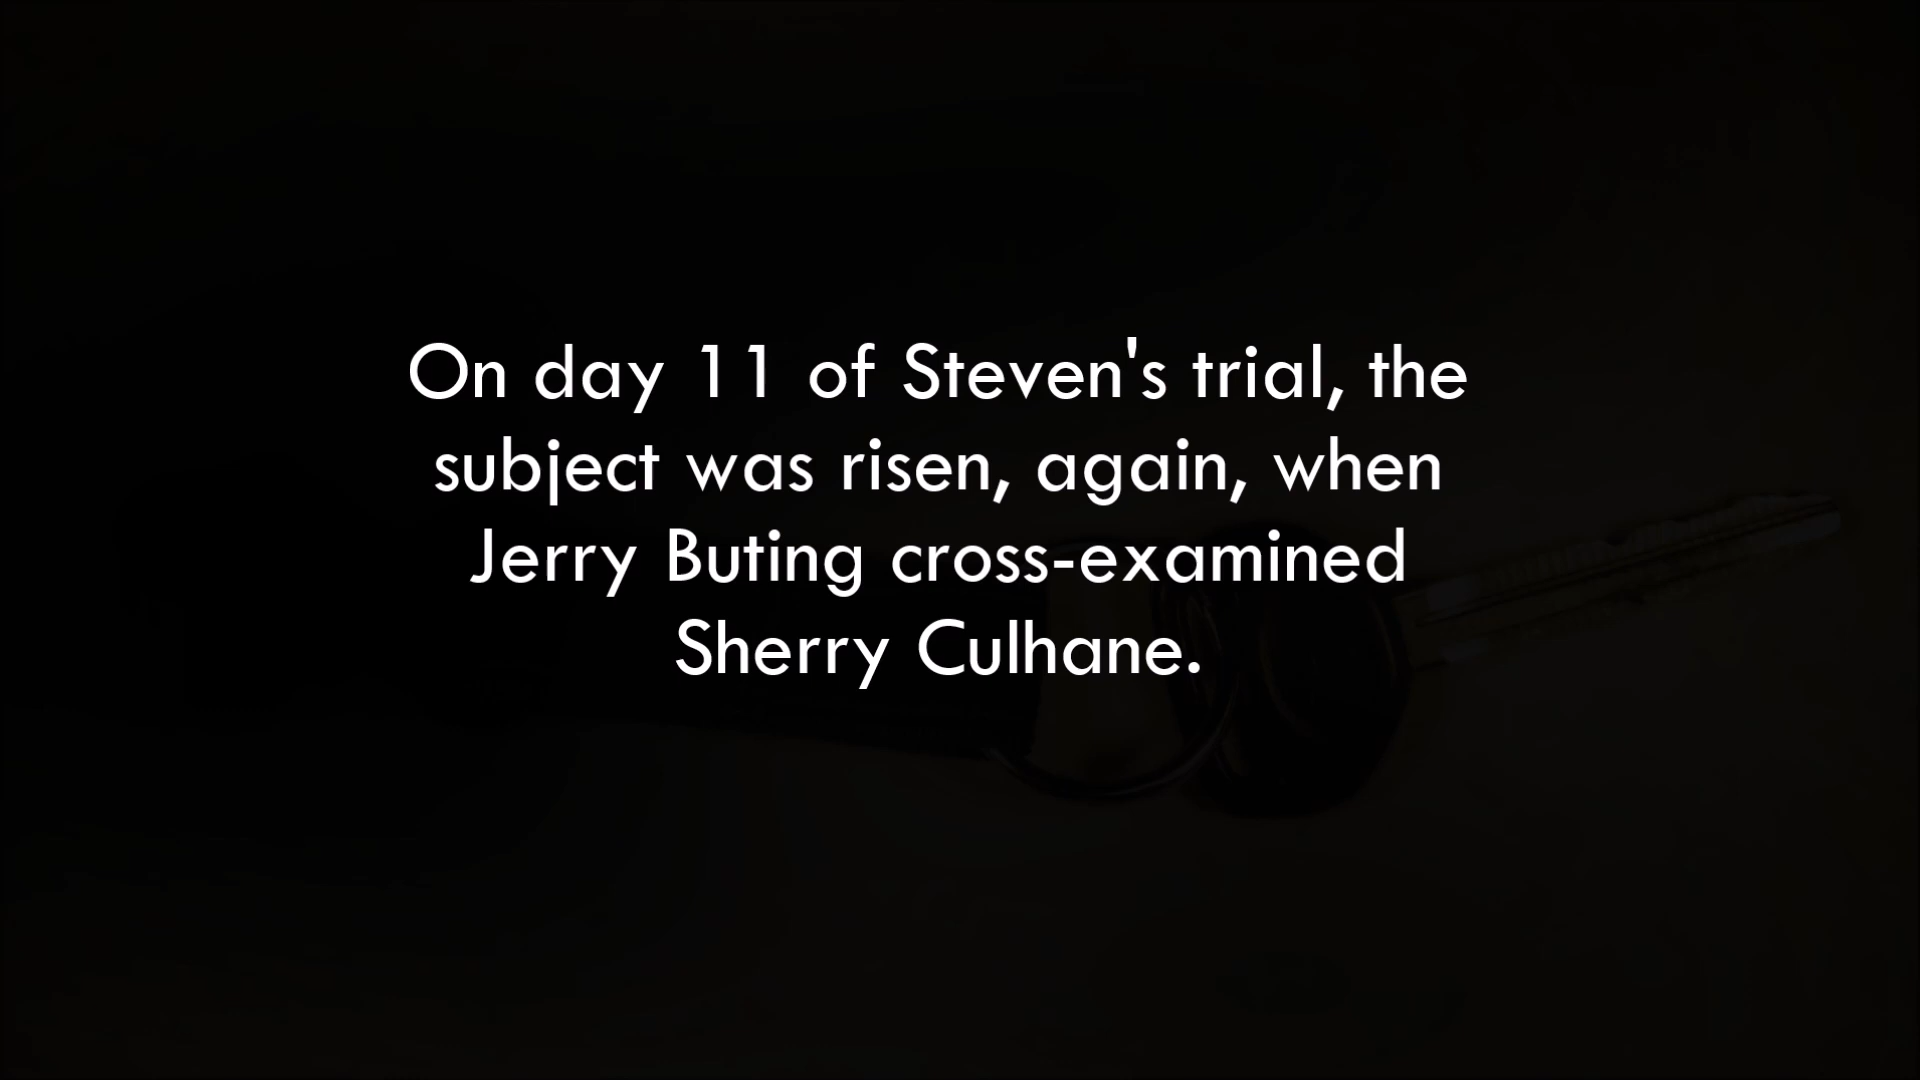 On day 11 of Steven's trial, the
subject was risen, again, when
Jerry Buting cross-examined
Sherry Culhane.